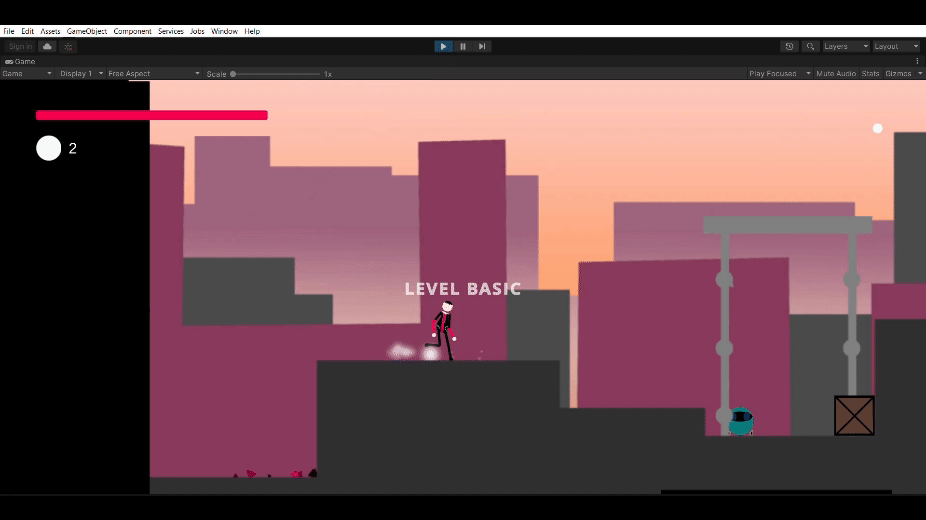 File Edit Assets GameObject Component Services Jobs Window Help
Sign in Layers Layout
Game
Game Display 1 Free Aspect Scale 1x Play Focused Mute Audio Stats Gizmos
2
LEVEL BASIC